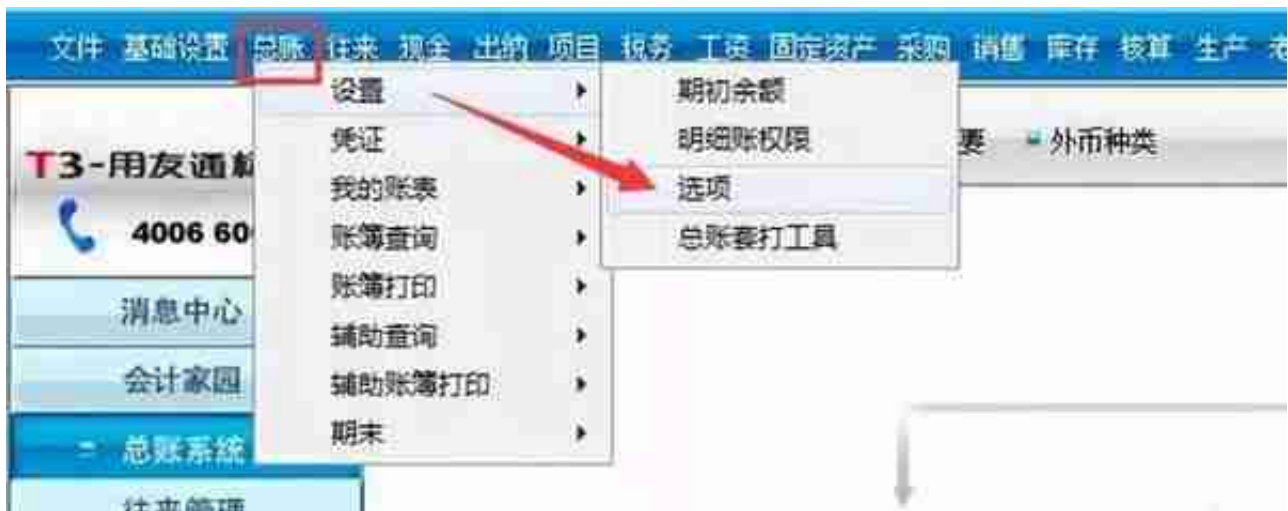 文件 基础设置 总账 往来 现金 出纳 项目 税务 工资 固定资产 采购 销售 库存 核算 生产
设置
期初余额
凭证
明细账权限
外币种类
T3-用友通
我的账表
选项
4006 60
账簿查询
总账套打工具
账簿打印
消息中心
辅助查询
会计家园
辅助账簿打印
期末
总账系统
往来管理